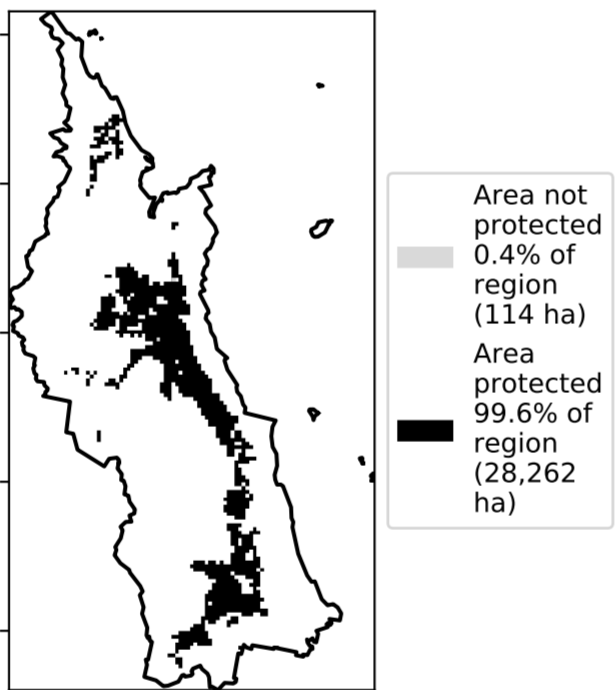 Area not
protected
0.4% of
region
(114 ha)
Area
protected
99.6% of
region
(28,262
ha)